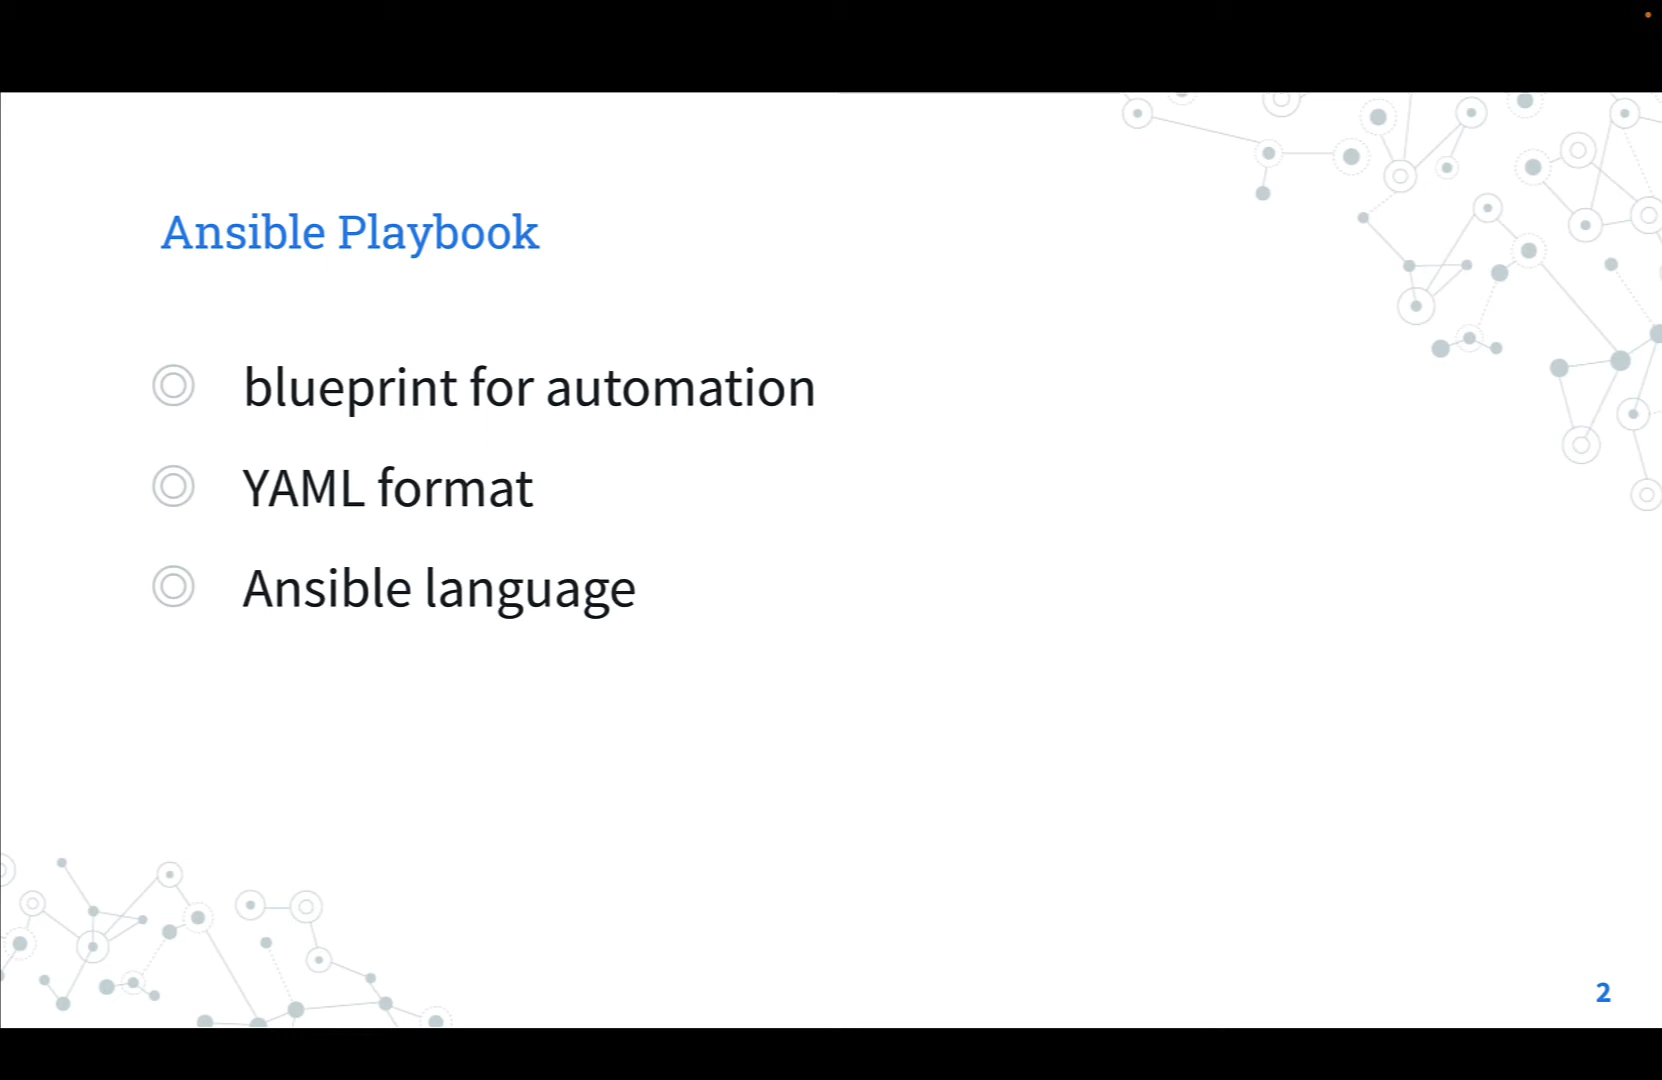 Ansible Playbook
blueprint for automation
YAML format
Ansible language
2